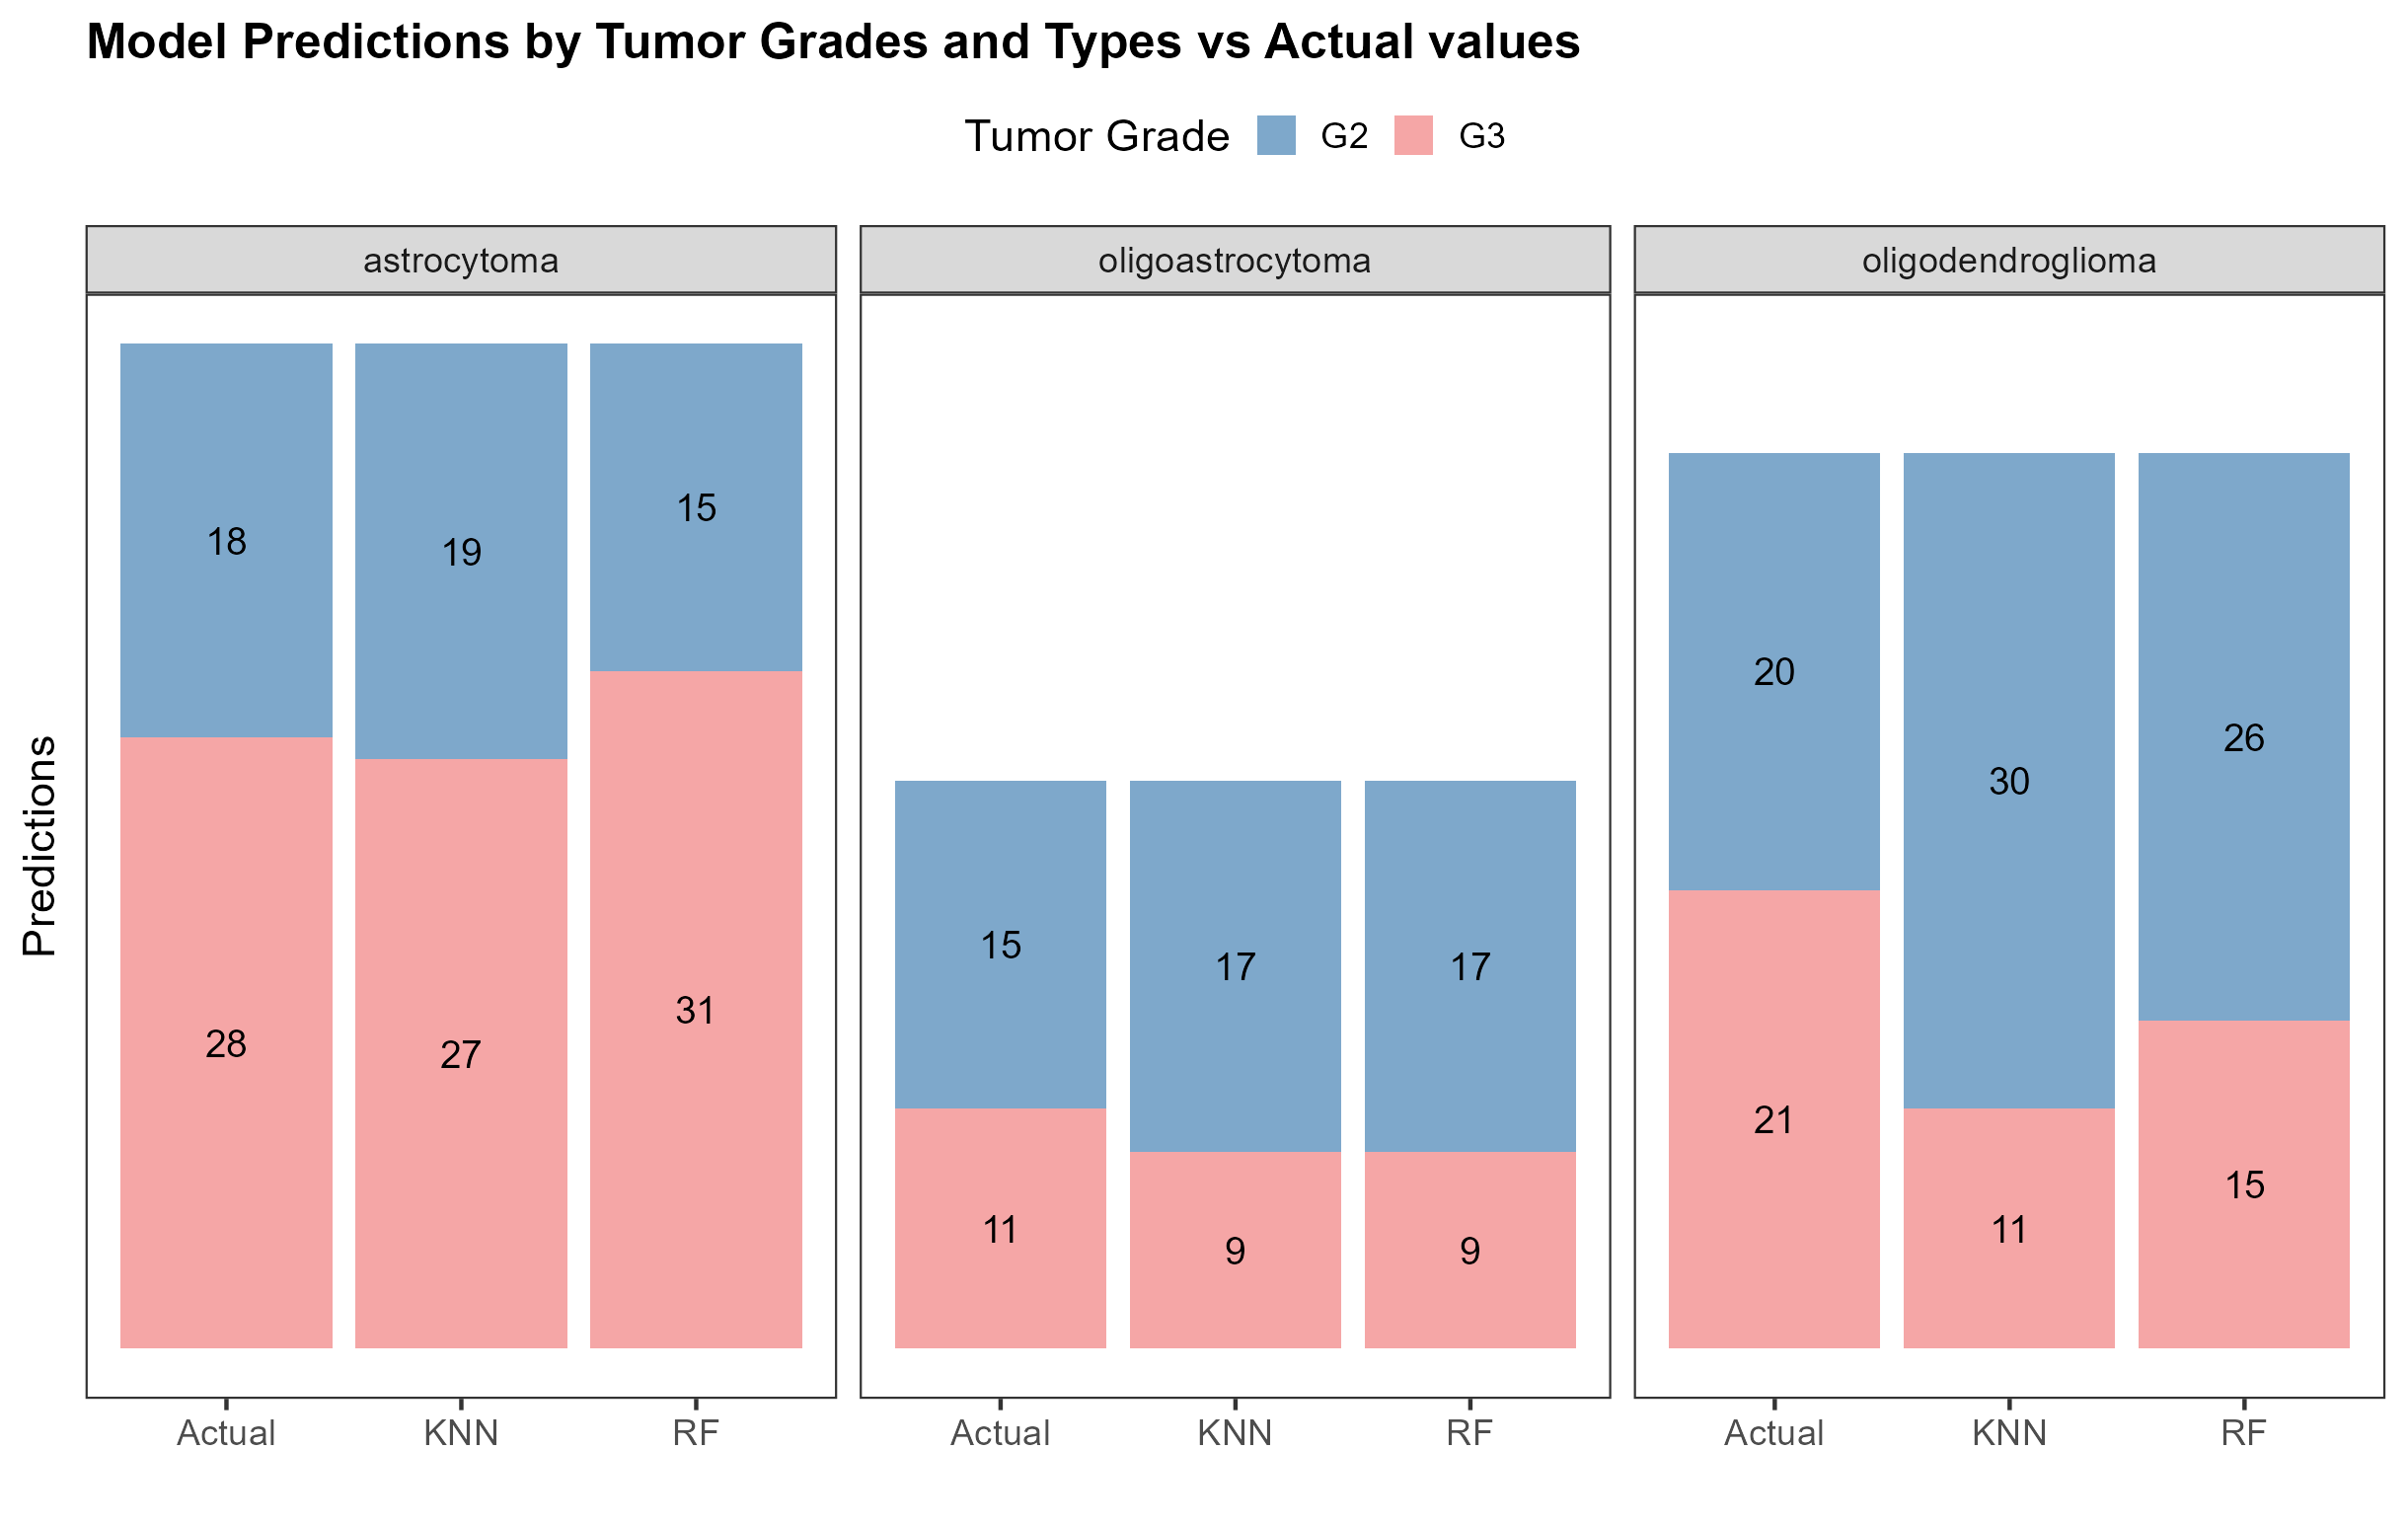 Model Predictions by Tumor Grades and Types vs Actual values
Tumor Grade G2 G3
astrocytoma oligoastrocytoma oligodendroglioma
Predictions
18 19 15
28 27 31
15 17 17
11 9 9
20 30 26
21 11 15
Actual KNN RF Actual KNN RF Actual KNN RF